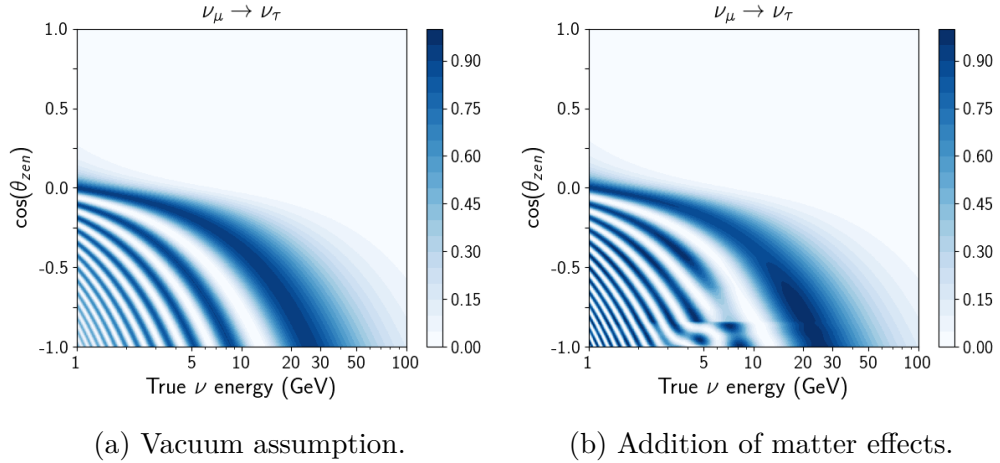 ν_μ → ν_τ
1.0
0.5
0.0
-0.5
-1.0
cos(θ_zen)
1 5 10 20 30 100
True ν energy (GeV)
0.90
0.75
0.60
0.45
0.30
0.15
0.00
(a) Vacuum assumption.
ν_μ → ν_τ
1.0
0.5
0.0
-0.5
-1.0
cos(θ_zen)
1 5 10 20 30 100
True ν energy (GeV)
0.90
0.75
0.60
0.45
0.30
0.15
0.00
(b) Addition of matter effects.